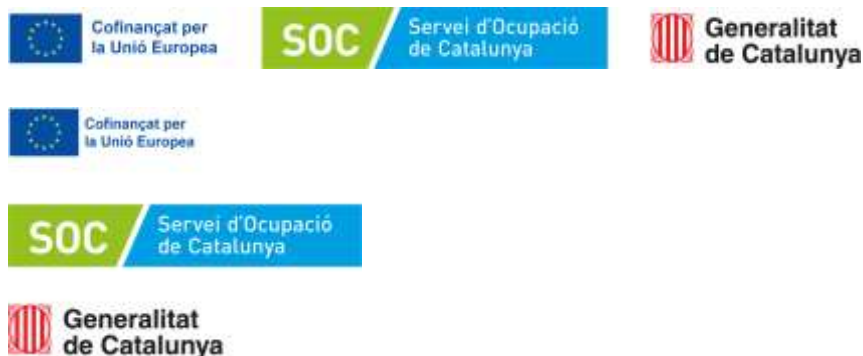 Cofinançat per
la Unió Europea
SOC
Servei d'Ocupació
de Catalunya
Generalitat
de Catalunya
Cofinançat per
la Unió Europea
SOC
Servei d'Ocupació
de Catalunya
Generalitat
de Catalunya